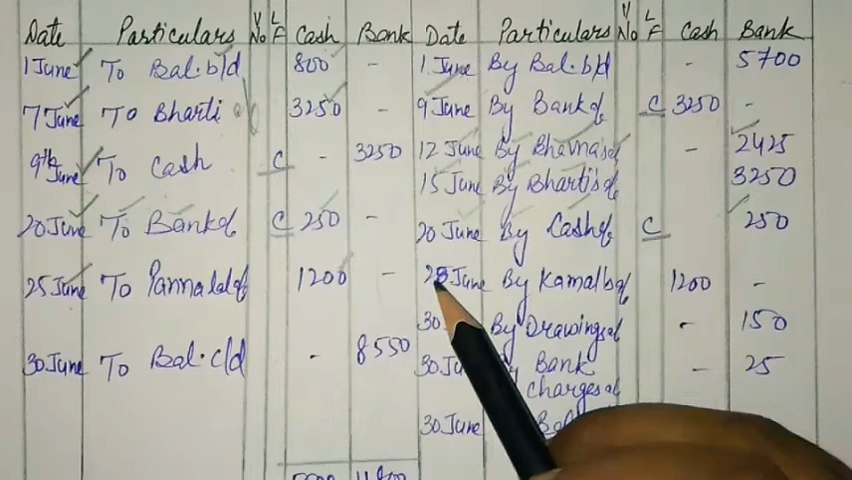 Date Particulars V No L F Cash Bank Date Particulars V No L F Cash Bank
1 June To Bal. b/d 800 - 1 June By Bal. b/d - 5700
7 June To Bharti 3250 - 9 June By Bank C 3250 -
9th June To Cash C - 3250 12 June By Bhavna's - 2425
15 June By Bharti's 3250
20 June To Bank C 250 - 20 June By Cash C 250
25 June To Pannalal 1200 - 25 June By Kamal 1200 -
30 By Drawings - 150
30 June To Bal. c/d - 8550 30 June Bank charges - 25
30 June